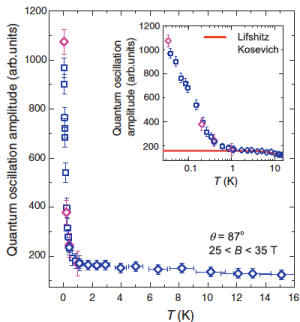 Quantum oscillation amplitude (arb.units)
1200
1000
800
600
400
200
0 2 4 6 8 10 12 14 16
T (K)
θ = 87°
25 < B < 35 T
Quantum oscillation
amplitude (arb.units)
1200
1000
800
600
400
200
0.1 1 10
T (K)
Lifshitz
Kosevich